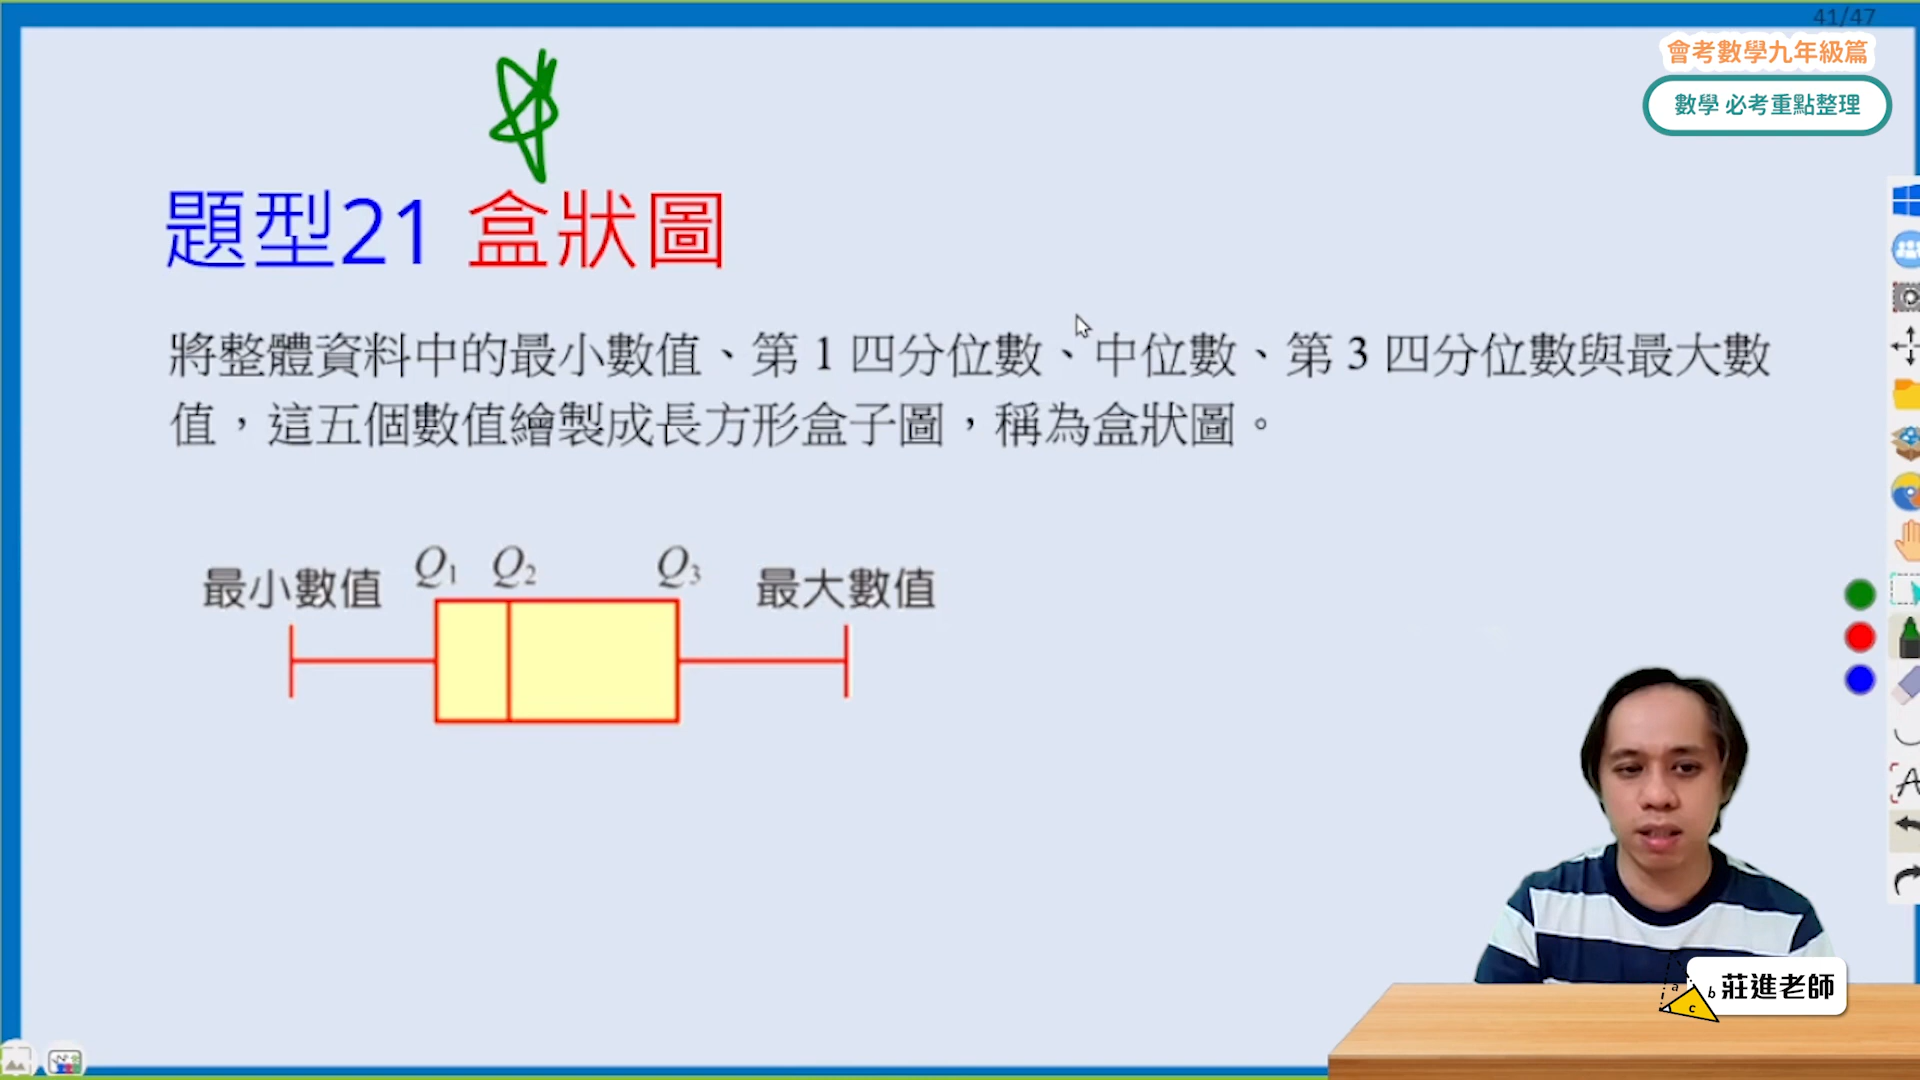 41/47
會考數學九年級篇
數學 必考重點整理
題型21 盒狀圖
將整體資料中的最小數值、第 1 四分位數、中位數、第 3 四分位數與最大數
值，這五個數值繪製成長方形盒子圖，稱為盒狀圖。
最小數值 Q1 Q2 Q3 最大數值
A
a b c 莊進老師